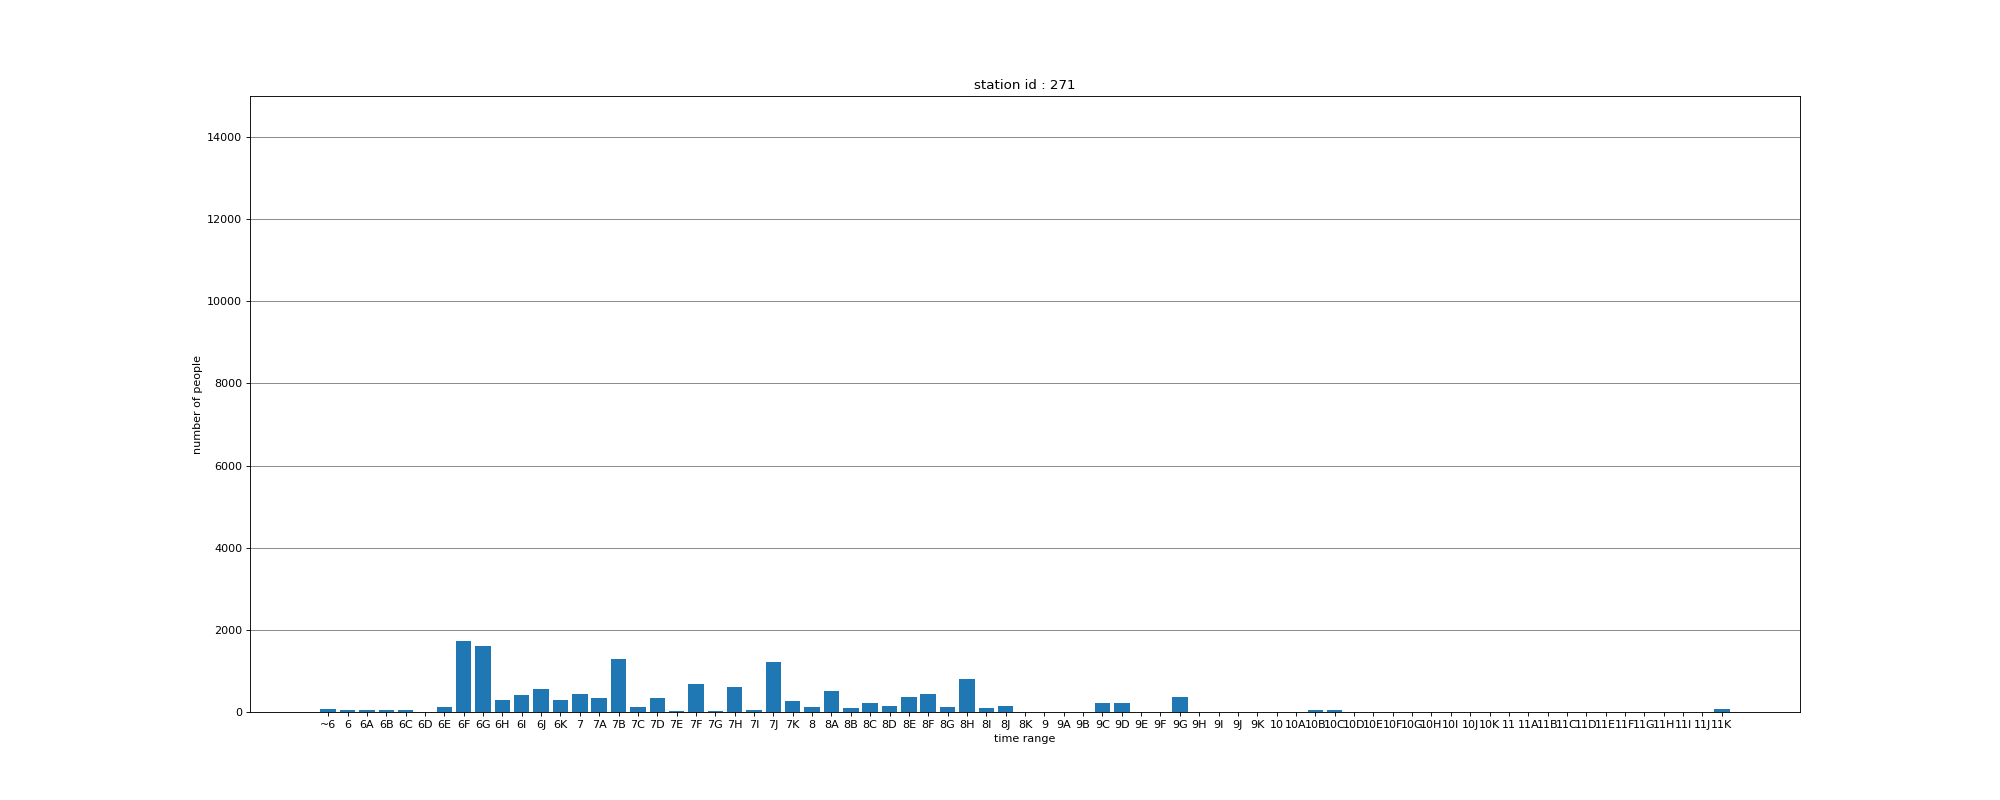 station id : 271
14000
12000
10000
8000
6000
4000
2000
0
number of people
~6 6 6A 6B 6C 6D 6E 6F 6G 6H 6I 6J 6K 7 7A 7B 7C 7D 7E 7F 7G 7H 7I 7J 7K 8 8A 8B 8C 8D 8E 8F 8G 8H 8I 8J 8K 9 9A 9B 9C 9D 9E 9F 9G 9H 9I 9J 9K 10 10A 10B 10C 10D 10E 10F 10G 10H 10I 10J 10K 11 11A 11B 11C 11D 11E 11F 11G 11H 11I 11J 11K
time range